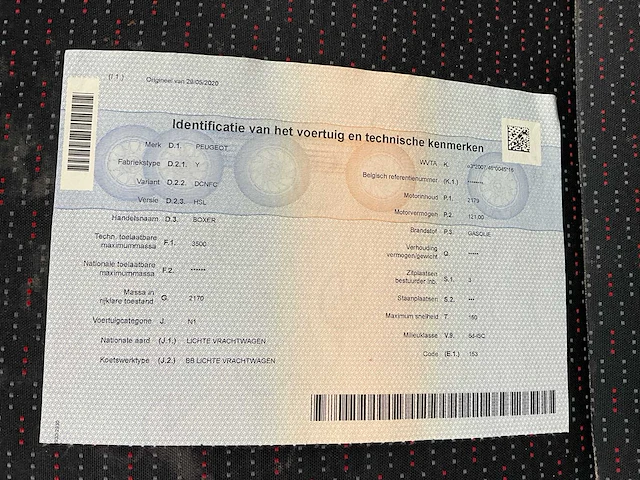 Origineel van 29/05/2020
Identificatie van het voertuig en technische kenmerken
Merk D.1. PEUGEOT
Fabriekstype D.2.1. Y
Variant D.2.2. DCNFC
Versie D.2.3. HSL
Handelsnaam D.3. BOXER
Techn. toelaatbare
maximummassa F.1. 3500
Nationale toelaatbare
maximummassa F.2. ******
Massa in
rijklare toestand G. 2170
Voertuigcategorie J. N1
Nationale aard (J.1.) LICHTE VRACHTWAGEN
Koetswerktype (J.2.) BB LICHTE VRACHTWAGEN
WVTA K.
Belgisch referentienummer (K.1.)
Motorinhoud P.1. 2179
Motorvermogen P.2. 121.00
Brandstof P.3. GASOLIE
Verhouding
vermogen/gewicht Q. *****
Zitplaatsen
bestuurder inb. S.1. 3
Staanplaatsen S.2. ***
Maximum snelheid T. 160
Milieuklasse V.9.
Code (E.1.) 153